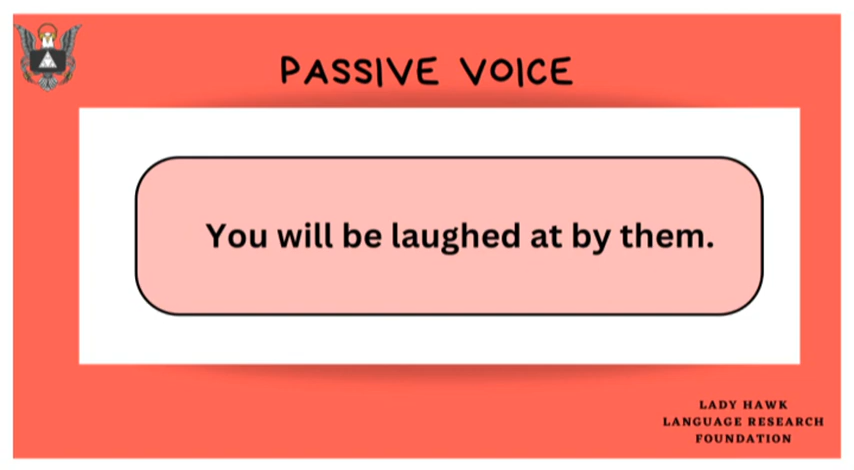 PASSIVE VOICE
You will be laughed at by them.
LADY HAWK
LANGUAGE RESEARCH
FOUNDATION